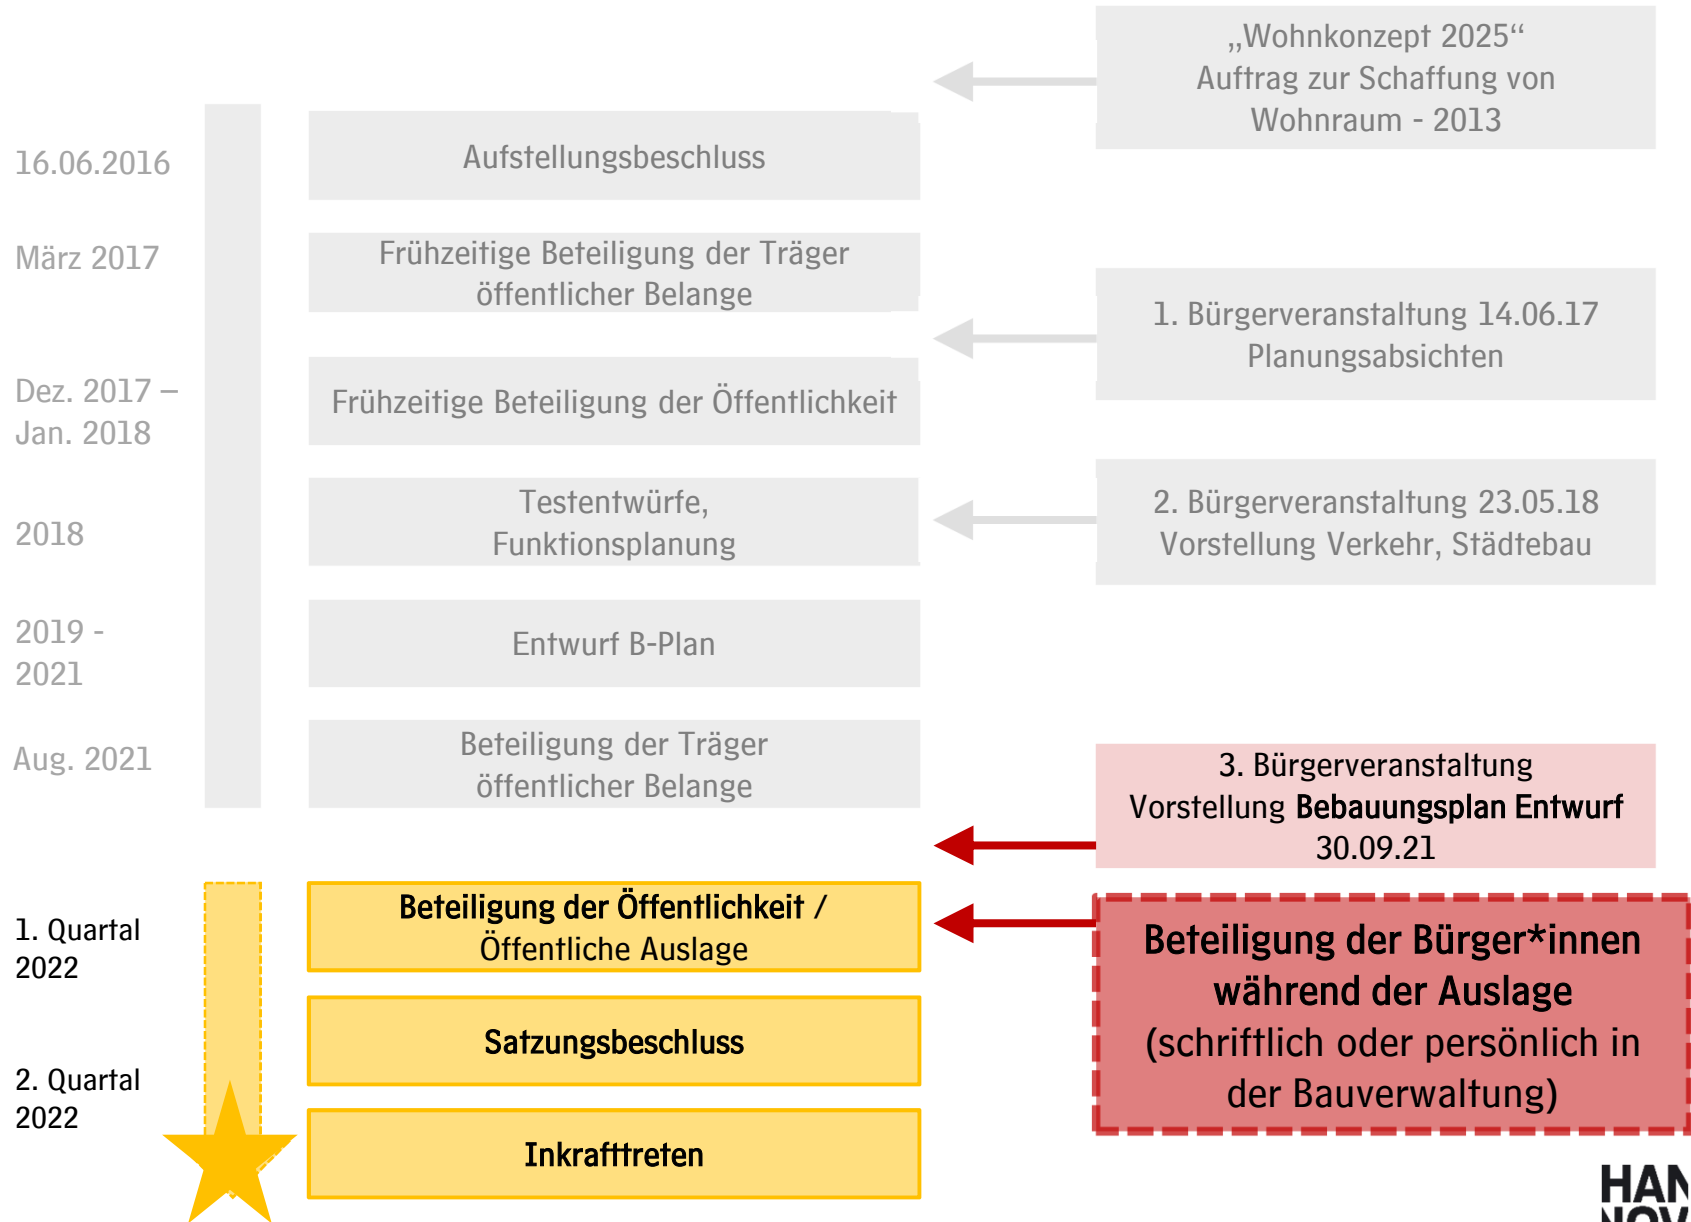 „Wohnkonzept 2025“
Auftrag zur Schaffung von
Wohnraum - 2013
16.06.2016
Aufstellungsbeschluss
März 2017
Frühzeitige Beteiligung der Träger
öffentlicher Belange
1. Bürgerveranstaltung 14.06.17
Planungsabsichten
Dez. 2017 –
Jan. 2018
Frühzeitige Beteiligung der Öffentlichkeit
2018
Testentwürfe,
Funktionsplanung
2. Bürgerveranstaltung 23.05.18
Vorstellung Verkehr, Städtebau
2019 -
2021
Entwurf B-Plan
Aug. 2021
Beteiligung der Träger
öffentlicher Belange
3. Bürgerveranstaltung
Vorstellung Bebauungsplan Entwurf
30.09.21
1. Quartal
2022
Beteiligung der Öffentlichkeit /
Öffentliche Auslage
Beteiligung der Bürger*innen
während der Auslage
(schriftlich oder persönlich in
der Bauverwaltung)
Satzungsbeschluss
2. Quartal
2022
Inkrafttreten
HAN
NOV